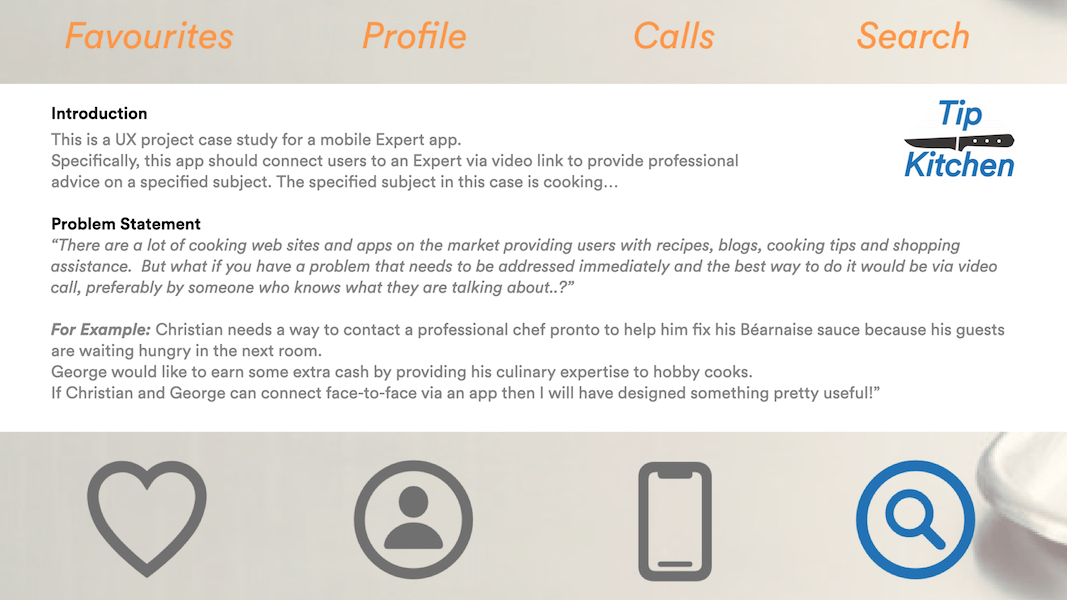 Favourites Profile Calls Search
Introduction
This is a UX project case study for a mobile Expert app.
Specifically, this app should connect users to an Expert via video link to provide professional
advice on a specified subject. The specified subject in this case is cooking…
Tip
Kitchen
Problem Statement
“There are a lot of cooking web sites and apps on the market providing users with recipes, blogs, cooking tips and shopping
assistance. But what if you have a problem that needs to be addressed immediately and the best way to do it would be via video
call, preferably by someone who knows what they are talking about..?”
For Example: Christian needs a way to contact a professional chef pronto to help him fix his Béarnaise sauce because his guests
are waiting hungry in the next room.
George would like to earn some extra cash by providing his culinary expertise to hobby cooks.
If Christian and George can connect face-to-face via an app then I will have designed something pretty useful!”